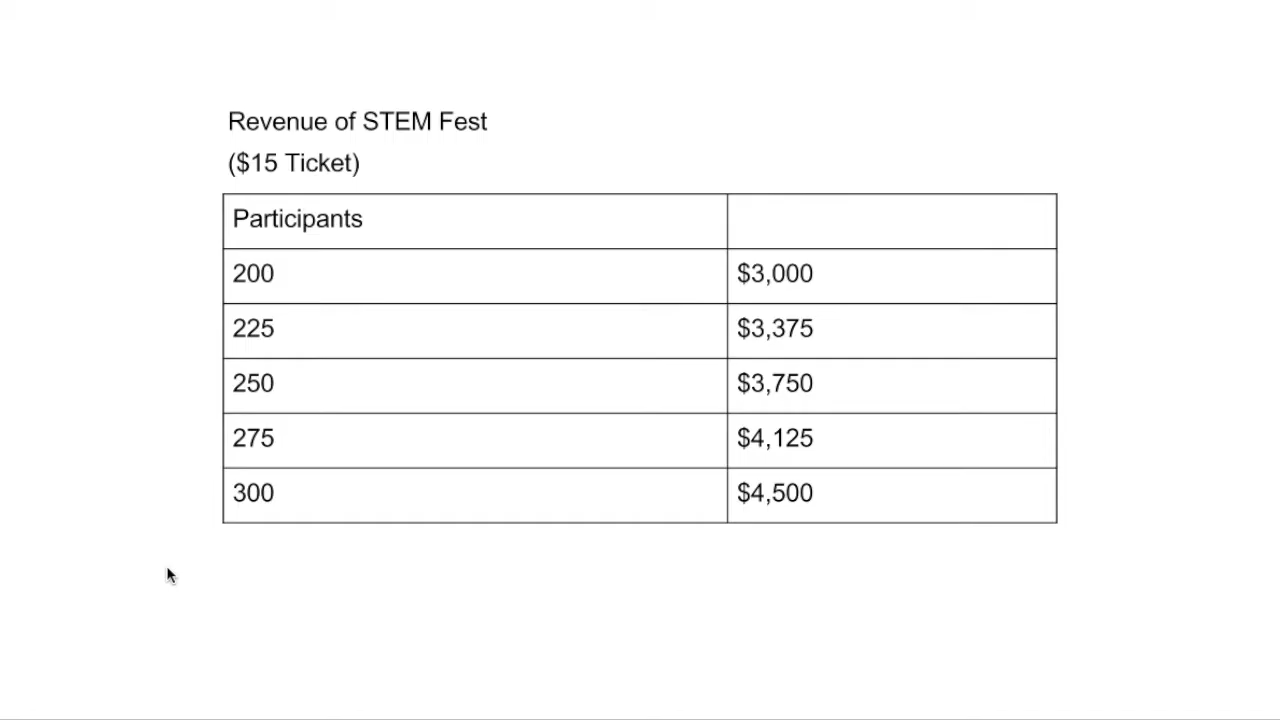 Revenue of STEM Fest
($15 Ticket)
Participants
200 $3,000
225 $3,375
250 $3,750
275 $4,125
300 $4,500